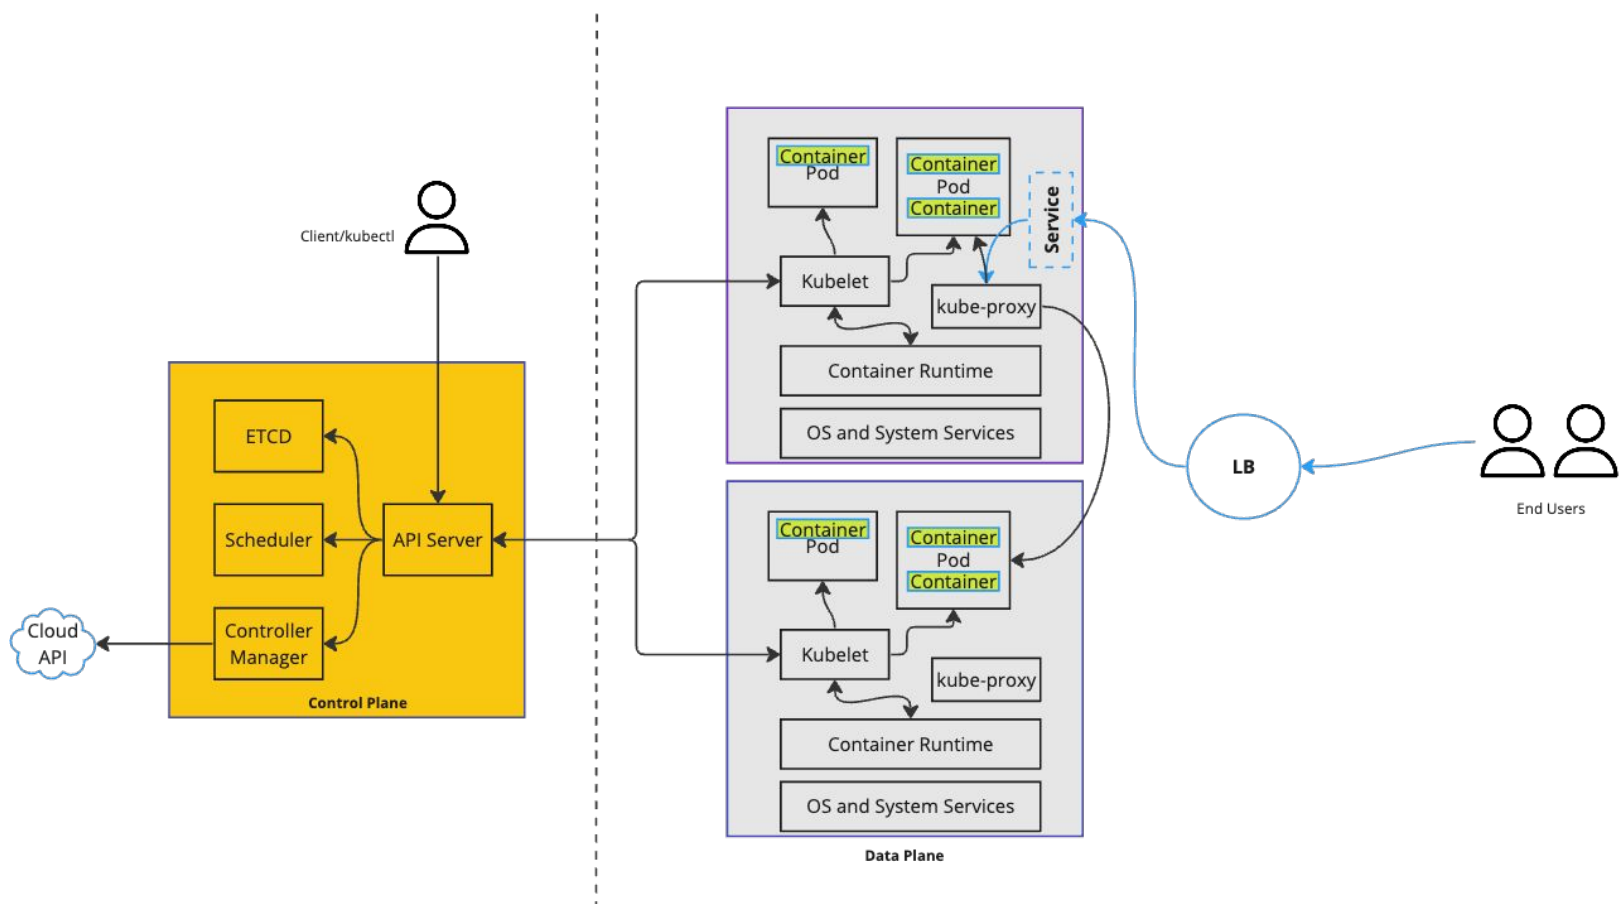 Client/kubectl
ETCD
Scheduler
API Server
Controller
Manager
Control Plane
Cloud
API
Container
Pod
Container
Pod
Container
Service
Kubelet
kube-proxy
Container Runtime
OS and System Services
Container
Pod
Container
Pod
Container
Kubelet
kube-proxy
Container Runtime
OS and System Services
Data Plane
LB
End Users